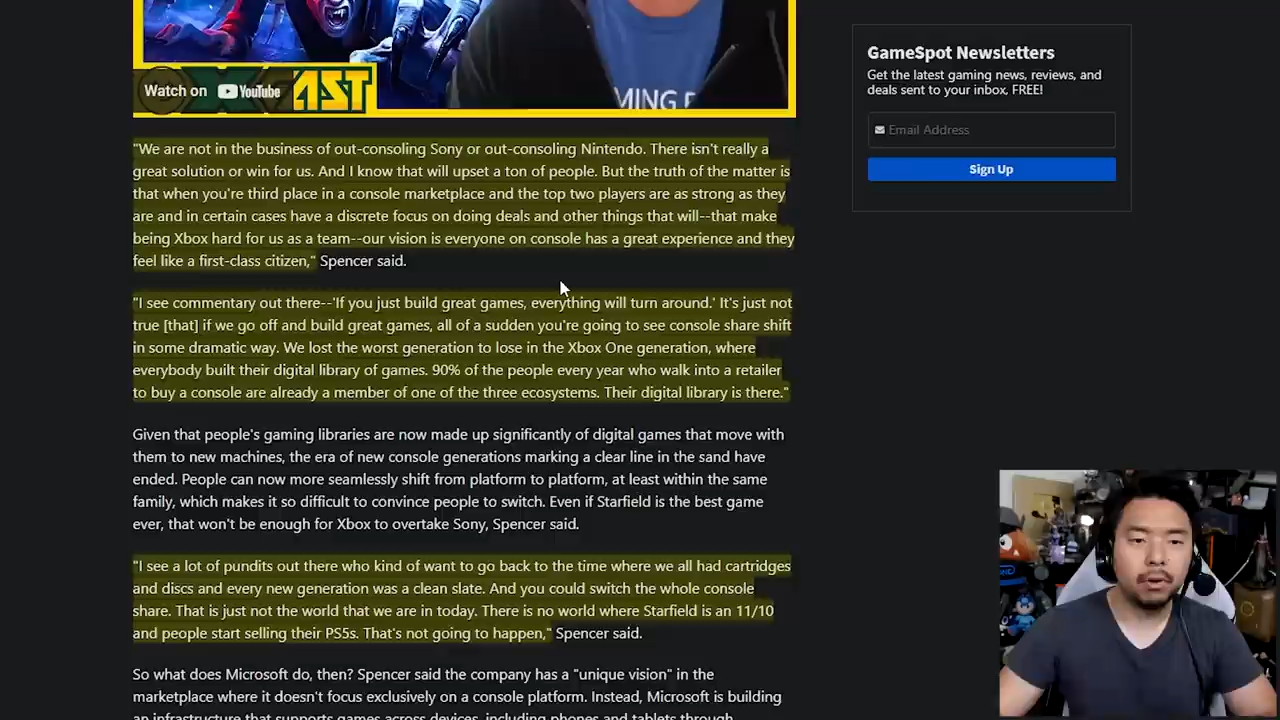 Watch on YouTube AST
MING
"We are not in the business of out-consoling Sony or out-consoling Nintendo. There isn't really a
great solution or win for us. And I know that will upset a ton of people. But the truth of the matter is
that when you're third place in a console marketplace and the top two players are as strong as they
are and in certain cases have a discrete focus on doing deals and other things that will--that make
being Xbox hard for us as a team--our vision is everyone on console has a great experience and they
feel like a first-class citizen," Spencer said.
"I see commentary out there--'If you just build great games, everything will turn around.' It's just not
true [that] if we go off and build great games, all of a sudden you're going to see console share shift
in some dramatic way. We lost the worst generation to lose in the Xbox One generation, where
everybody built their digital library of games. 90% of the people every year who walk into a retailer
to buy a console are already a member of one of the three ecosystems. Their digital library is there."
Given that people's gaming libraries are now made up significantly of digital games that move with
them to new machines, the era of new console generations marking a clear line in the sand have
ended. People can now more seamlessly shift from platform to platform, at least within the same
family, which makes it so difficult to convince people to switch. Even if Starfield is the best game
ever, that won't be enough for Xbox to overtake Sony, Spencer said.
"I see a lot of pundits out there who kind of want to go back to the time where we all had cartridges
and discs and every new generation was a clean slate. And you could switch the whole console
share. That is just not the world that we are in today. There is no world where Starfield is an 11/10
and people start selling their PS5s. That's not going to happen," Spencer said.
So what does Microsoft do, then? Spencer said the company has a "unique vision" in the
marketplace where it doesn't focus exclusively on a console platform. Instead, Microsoft is building
an infrastructure that supports games across devices, including phones and tablets through
GameSpot Newsletters
Get the latest gaming news, reviews, and
deals sent to your inbox, FREE!
Email Address
Sign Up